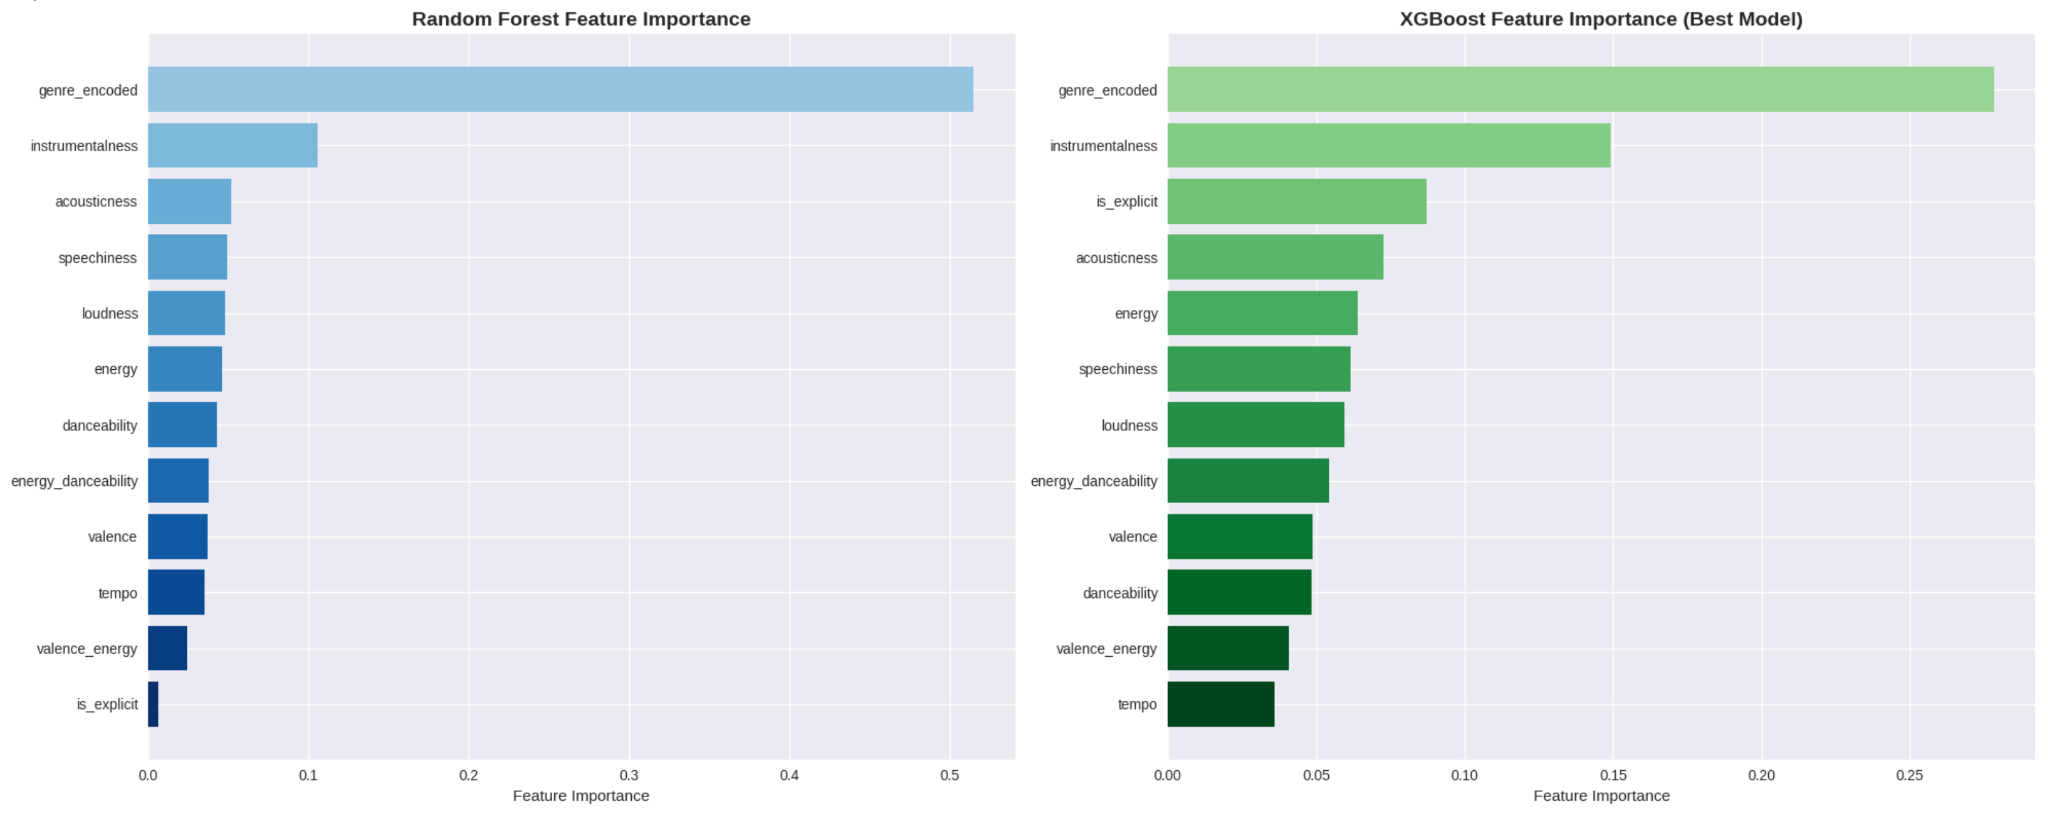 Random Forest Feature Importance
genre_encoded
instrumentalness
acousticness
speechiness
loudness
energy
danceability
energy_danceability
valence
tempo
valence_energy
is_explicit
0.0 0.1 0.2 0.3 0.4 0.5
Feature Importance
XGBoost Feature Importance (Best Model)
genre_encoded
instrumentalness
is_explicit
acousticness
energy
speechiness
loudness
energy_danceability
valence
danceability
valence_energy
tempo
0.00 0.05 0.10 0.15 0.20 0.25
Feature Importance